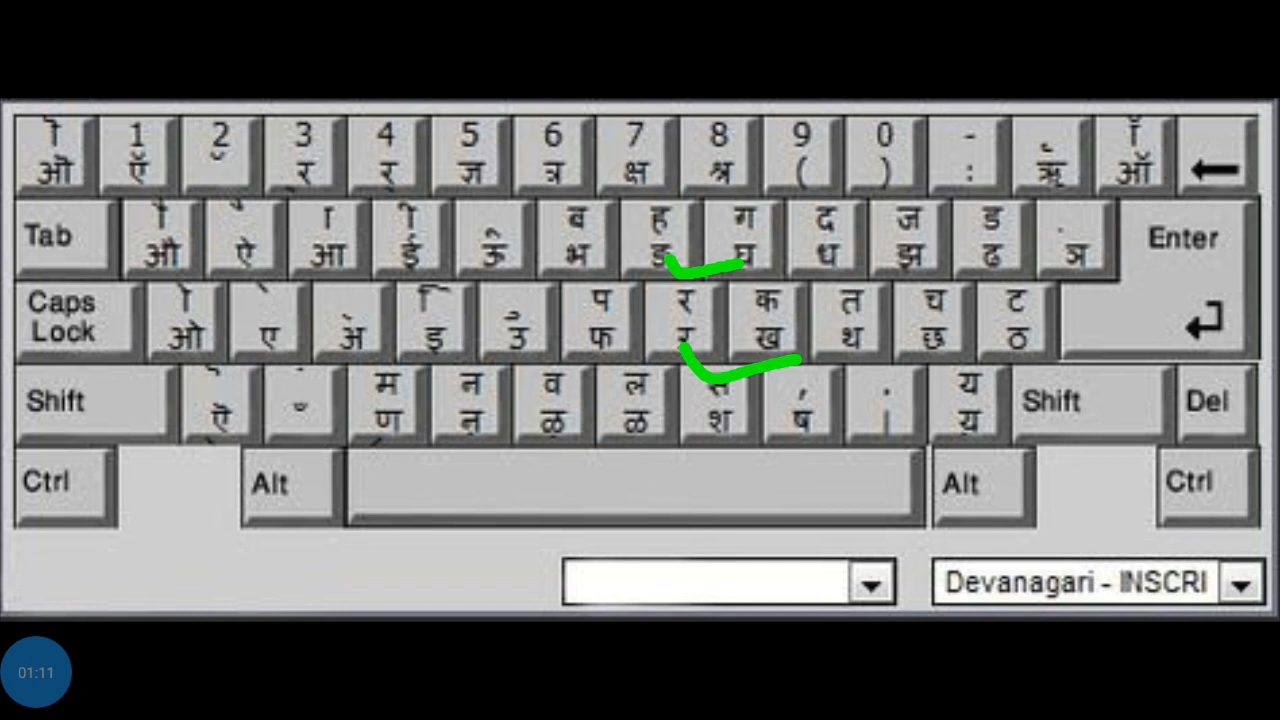 ॆ 1 2 3 4 5 6 7 8 9 0 - ृ ॉ
ऒ ऍ ॅ ्र र् ज्ञ त्र क्ष श्र ( ) : ऋ ऑ
Tab ौ ै ा ी ू ब ह ग द ज ड ़ Enter
औ ऐ आ ई ऊ भ ङ घ ध झ ढ ञ
Caps ो े ् ि ु प र क त च ट
Lock ओ ए अ इ उ फ ऱ ख थ छ ठ
Shift म न व ल स , . य Shift Del
ऎ ण ऩ ऴ ळ श ष । य़
Ctrl Alt Alt Ctrl
Devanagari - INSCRI
01:11